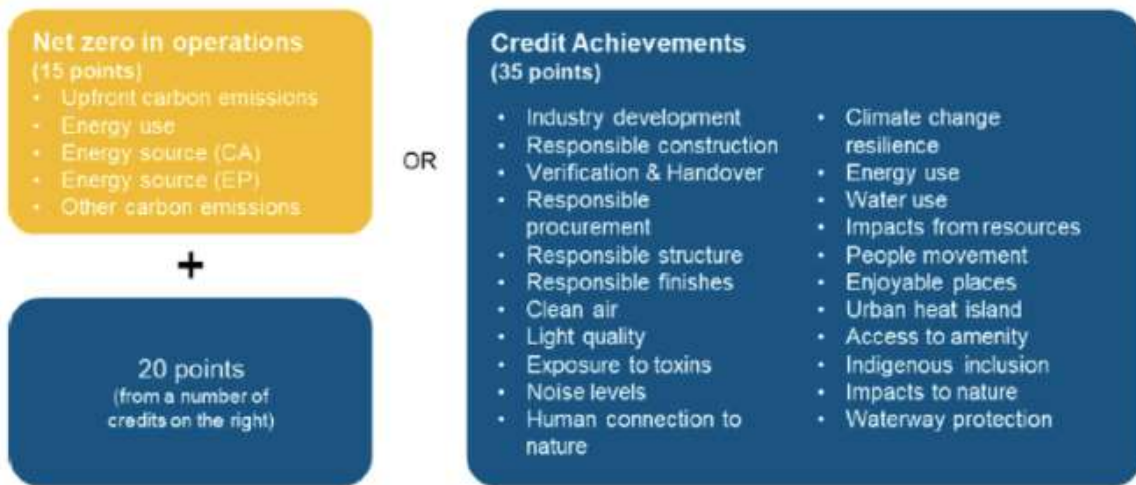 Net zero in operations
(15 points)
• Upfront carbon emissions
• Energy use
• Energy source (CA)
• Energy source (EP)
• Other carbon emissions
+
20 points
(from a number of
credits on the right)
OR
Credit Achievements
(35 points)
• Industry development
• Responsible construction
• Verification & Handover
• Responsible
procurement
• Responsible structure
• Responsible finishes
• Clean air
• Light quality
• Exposure to toxins
• Noise levels
• Human connection to
nature
• Climate change
resilience
• Energy use
• Water use
• Impacts from resources
• People movement
• Enjoyable places
• Urban heat island
• Access to amenity
• Indigenous inclusion
• Impacts to nature
• Waterway protection